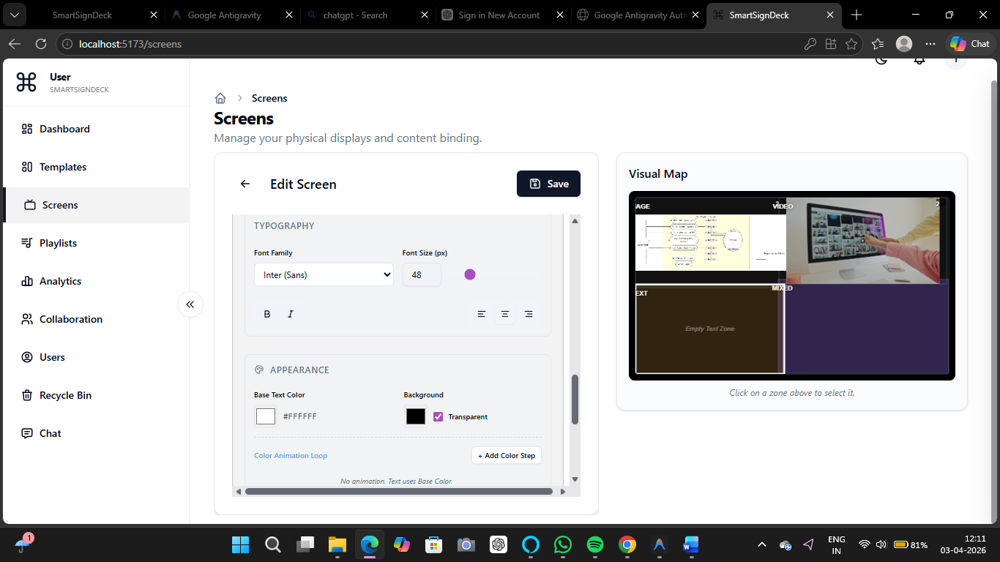 SmartSignDeck
Google Antigravity
chatgpt - Search
Sign in New Account
Google Antigravity Auth
SmartSignDeck
localhost:5173/screens
Chat
User
SMARTSIGNDECK
Dashboard
Templates
Screens
Playlists
Analytics
Collaboration
Users
Recycle Bin
Chat
Screens
Screens
Manage your physical displays and content binding.
Edit Screen
Save
TYPOGRAPHY
Font Family
Font Size (px)
Inter (Sans)
48
B
I
APPEARANCE
Base Text Color
Background
#FFFFFF
Transparent
Color Animation Loop
+ Add Color Step
No animation. Text uses Base Color.
Visual Map
AGE
VIDEO
2
EXT
MIXED
Empty Text Zone
Click on a zone above to select it.
1
ENG
IN
81%
12:11
03-04-2026